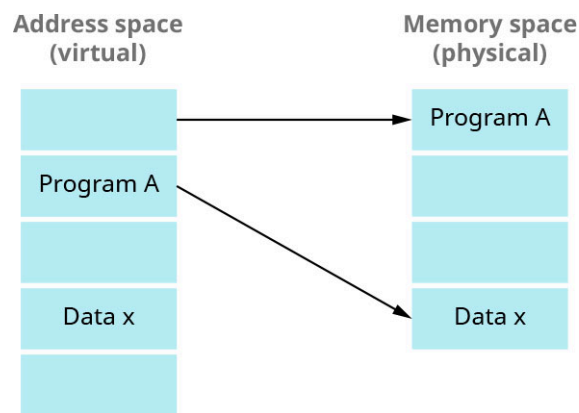 Address space
(virtual)
Memory space
(physical)
Program A
Program A
Data x
Data x